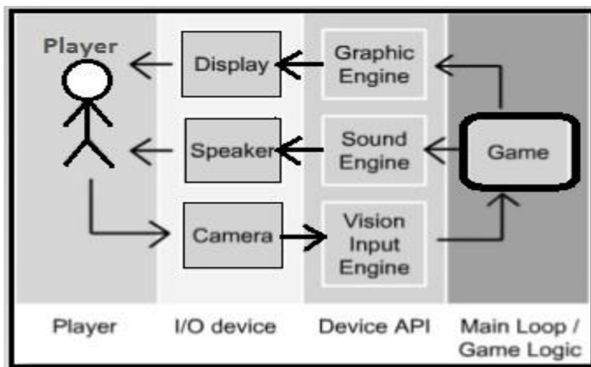 Player
Display
Graphic
Engine
Speaker
Sound
Engine
Game
Camera
Vision
Input
Engine
Player
I/O device
Device API
Main Loop /
Game Logic